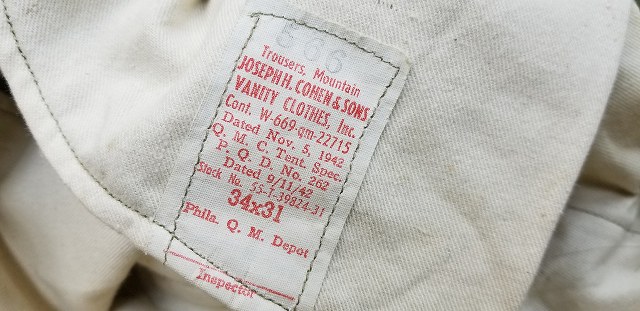 Trousers, Mountain
JOSEPH H. COHEN & SONS
VANITY CLOTHES, Inc.
Cont. W-669-qm-22715
Dated Nov. 5, 1942
Q. M. C. Tent. Spec.
P. Q. D. No. 262
Dated 9/11/42
Stock No. 55-T-39824-31
34x31
Phila. Q. M. Depot
Inspector